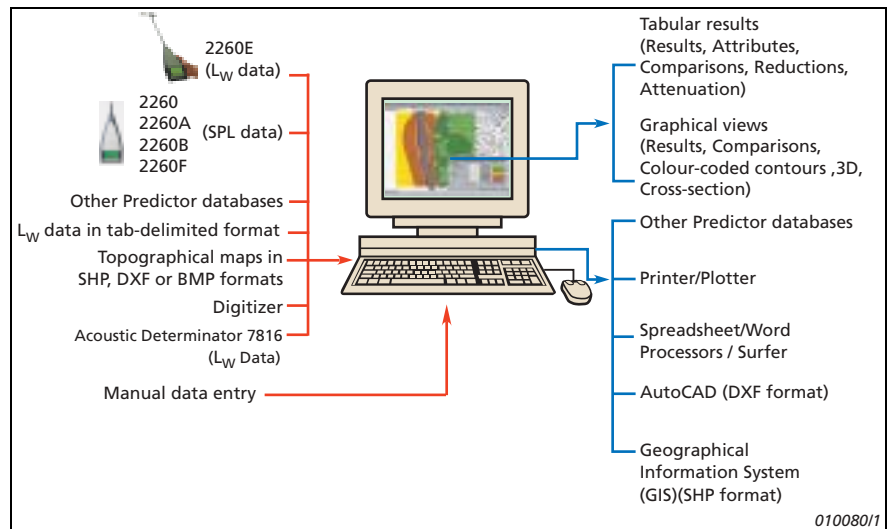 2260E
(LW data)
2260
2260A
2260B
2260F
(SPL data)
Other Predictor databases
LW data in tab-delimited format
Topographical maps in
SHP, DXF or BMP formats
Digitizer
Acoustic Determinator 7816
(LW Data)
Manual data entry
Tabular results
(Results, Attributes,
Comparisons, Reductions,
Attenuation)
Graphical views
(Results, Comparisons,
Colour-coded contours ,3D,
Cross-section)
Other Predictor databases
Printer/Plotter
Spreadsheet/Word
Processors / Surfer
AutoCAD (DXF format)
Geographical
Information System
(GIS)(SHP format)
010080/1